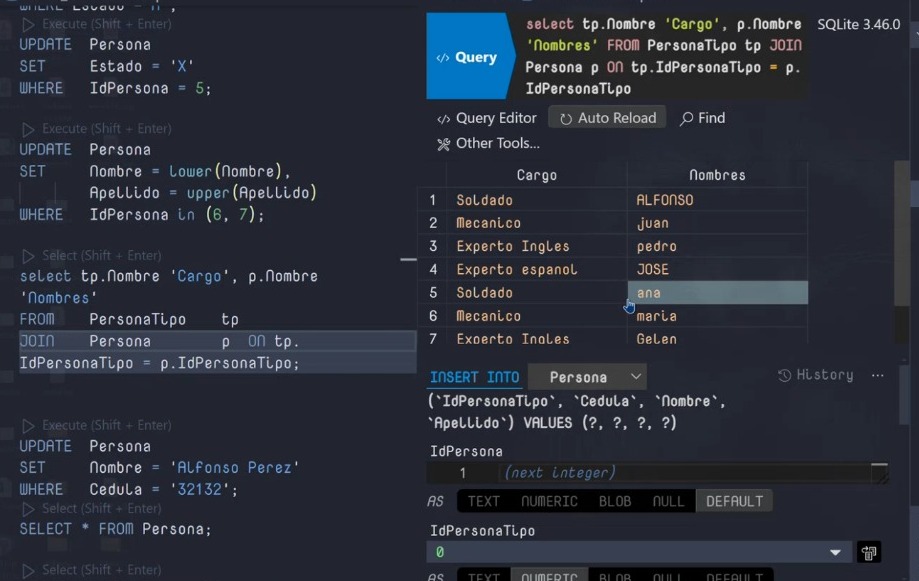 WHERE Estado = 'A';
Execute (Shift + Enter)
UPDATE Persona
SET Estado = 'X'
WHERE IdPersona = 5;
Execute (Shift + Enter)
UPDATE Persona
SET Nombre = Lower(Nombre),
Apellido = upper(Apellido)
WHERE IdPersona in (6, 7);
Select (Shift + Enter)
select tp.Nombre 'Cargo', p.Nombre
'Nombres'
FROM PersonaTipo tp
JOIN Persona p ON tp.
IdPersonaTipo = p.IdPersonaTipo;
Execute (Shift + Enter)
UPDATE Persona
SET Nombre = 'Alfonso Perez'
WHERE Cedula = '32132';
Select (Shift + Enter)
SELECT * FROM Persona;
Select (Shift + Enter)
</> Query
select tp.Nombre 'Cargo', p.Nombre
'Nombres' FROM PersonaTipo tp JOIN
Persona p ON tp.IdPersonaTipo = p.
IdPersonaTipo
SQLite 3.46.0
</> Query Editor Auto Reload Find
Other Tools...
Cargo Nombres
1 Soldado ALFONSO
2 Mecanico juan
3 Experto Ingles pedro
4 Experto espanol JOSE
5 Soldado ana
6 Mecanico maria
7 Experto Ingles Gelen
INSERT INTO Persona History ...
(`IdPersonaTipo`, `Cedula`, `Nombre`,
`Apellido`) VALUES (?, ?, ?, ?)
IdPersona
1 (next integer)
AS TEXT NUMERIC BLOB NULL DEFAULT
IdPersonaTipo
0
AS TEXT NUMERIC BLOB NULL DEFAULT